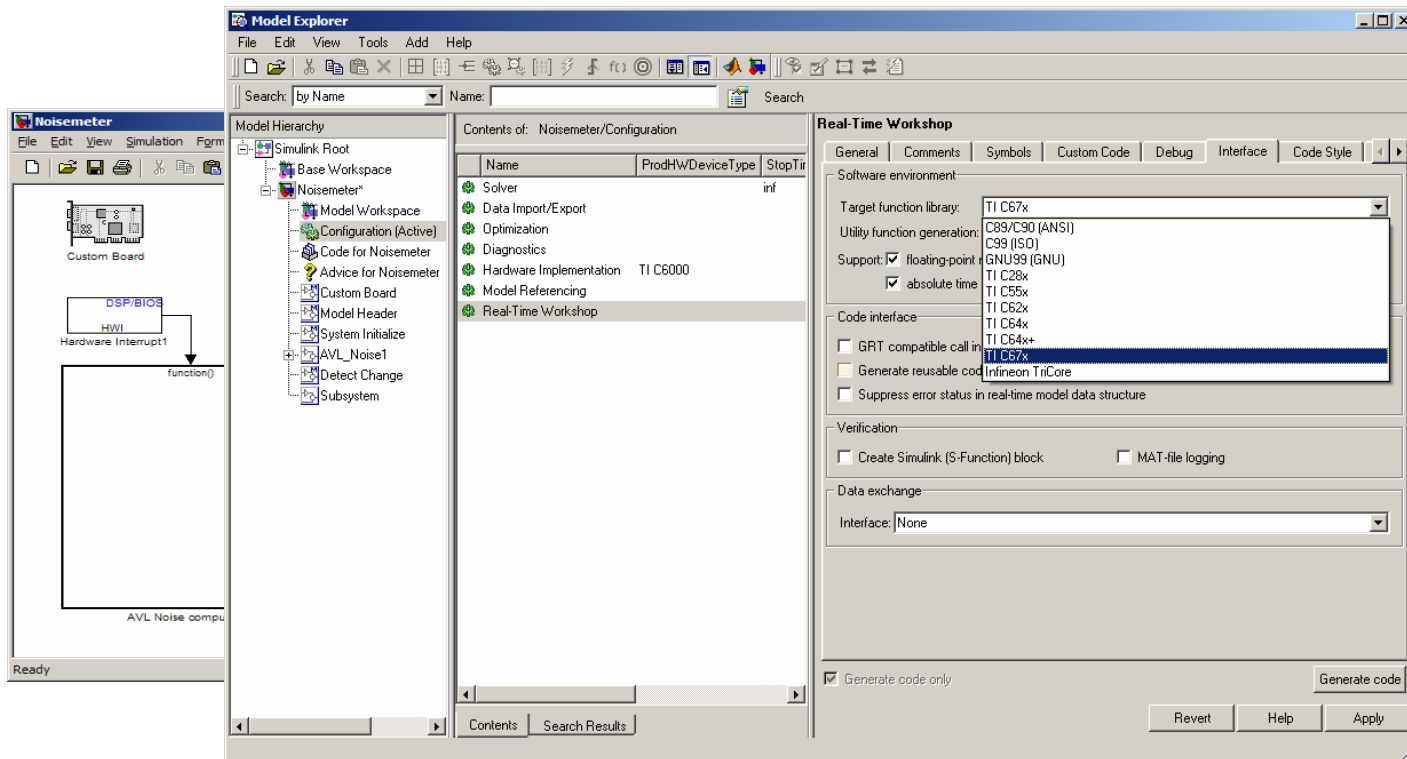 Model Explorer
File Edit View Tools Add Help
Search: by Name Name: Search
Noisemeter
File Edit View Simulation Form
Custom Board
DSP/BIOS
HWI
Hardware Interrupt1
function()
AVL Noise compu
Ready
Model Hierarchy
Simulink Root
Base Workspace
Noisemeter*
Model Workspace
Configuration (Active)
Code for Noisemeter
Advice for Noisemeter
Custom Board
Model Header
System Initialize
AVL_Noise1
Detect Change
Subsystem
Contents of: Noisemeter/Configuration
Name ProdHWDeviceType StopTir
Solver inf
Data Import/Export
Optimization
Diagnostics
Hardware Implementation TI C6000
Model Referencing
Real-Time Workshop
Contents Search Results
Real-Time Workshop
General Comments Symbols Custom Code Debug Interface Code Style
Software environment
Target function library: TI C67x
Utility function generation:
Support: floating-point
absolute time
C89/C90 (ANSI)
C99 (ISO)
GNU99 (GNU)
TI C28x
TI C55x
TI C62x
TI C64x
TI C64x+
TI C67x
Infineon TriCore
Code interface
GRT compatible call in
Generate reusable cod
Suppress error status in real-time model data structure
Verification
Create Simulink (S-Function) block MAT-file logging
Data exchange
Interface: None
Generate code only Generate code
Revert Help Apply